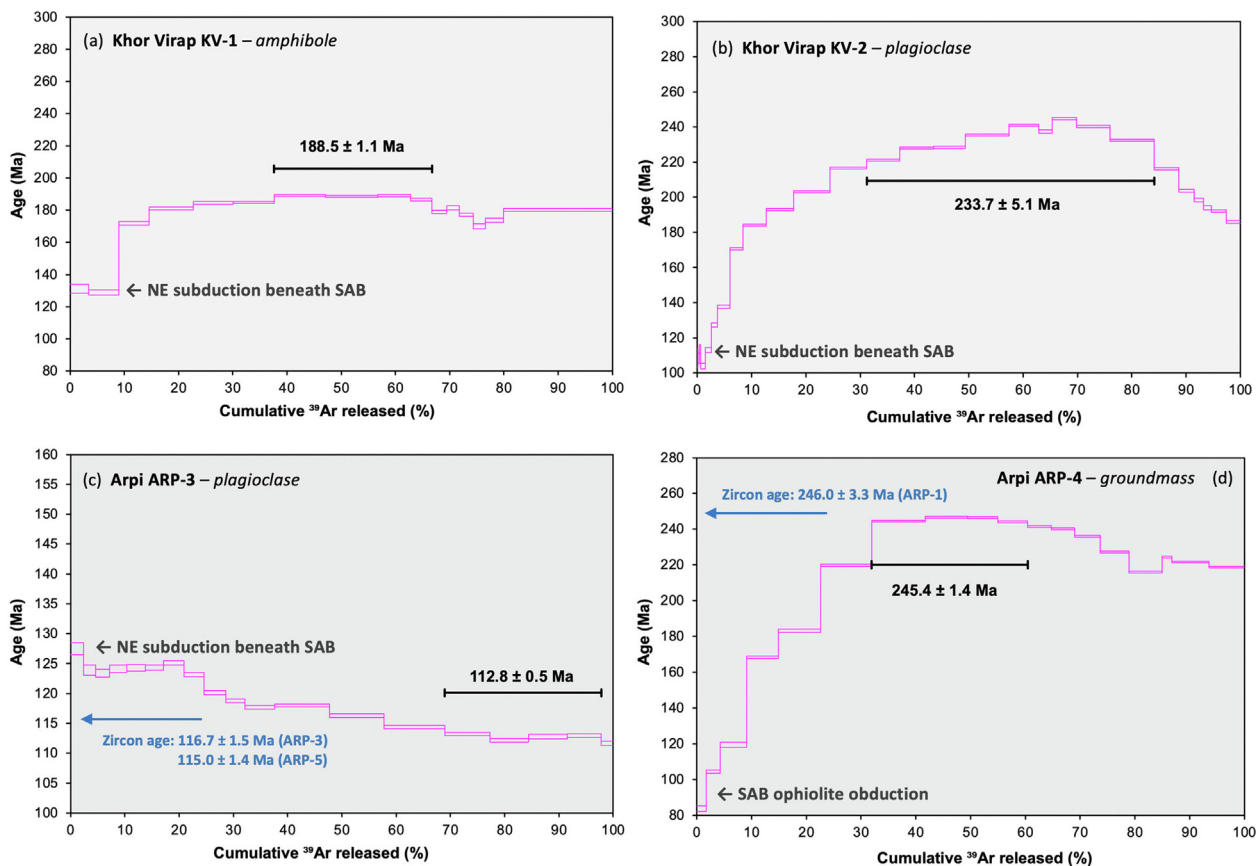 (a) Khor Virap KV-1 – amphibole
300
280
260
240
220
200
180
160
140
120
100
80
Age (Ma)
188.5 ± 1.1 Ma
← NE subduction beneath SAB
0 10 20 30 40 50 60 70 80 90 100
Cumulative ³⁹Ar released (%)
(b) Khor Virap KV-2 – plagioclase
300
280
260
240
220
200
180
160
140
120
100
Age (Ma)
233.7 ± 5.1 Ma
← NE subduction beneath SAB
0 10 20 30 40 50 60 70 80 90 100
Cumulative ³⁹Ar released (%)
(c) Arpi ARP-3 – plagioclase
160
155
150
145
140
135
130
125
120
115
110
105
100
Age (Ma)
← NE subduction beneath SAB
112.8 ± 0.5 Ma
Zircon age: 116.7 ± 1.5 Ma (ARP-3)
115.0 ± 1.4 Ma (ARP-5)
0 10 20 30 40 50 60 70 80 90 100
Cumulative ³⁹Ar released (%)
Arpi ARP-4 – groundmass (d)
280
260
240
220
200
180
160
140
120
100
80
Age (Ma)
Zircon age: 246.0 ± 3.3 Ma (ARP-1)
245.4 ± 1.4 Ma
← SAB ophiolite obduction
0 10 20 30 40 50 60 70 80 90 100
Cumulative ³⁹Ar released (%)